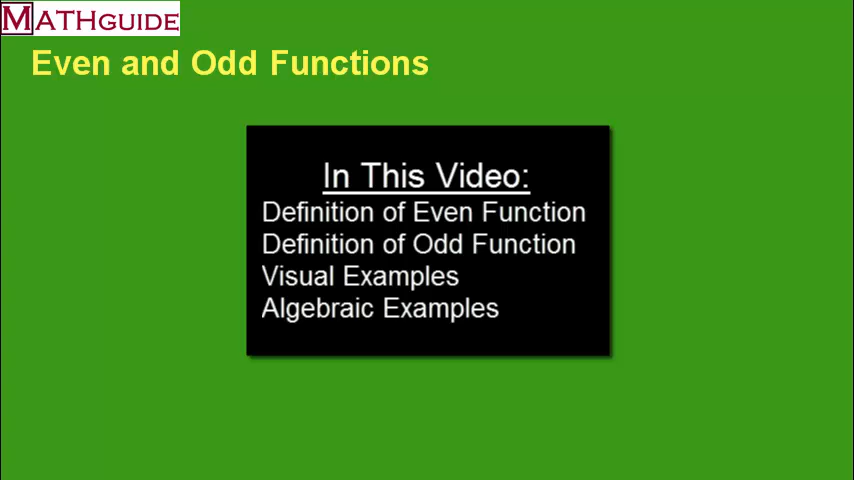 MATHGUIDE
Even and Odd Functions
In This Video:
Definition of Even Function
Definition of Odd Function
Visual Examples
Algebraic Examples